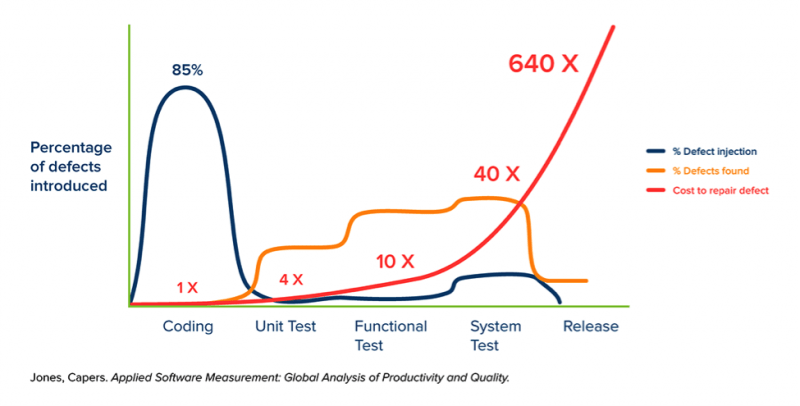 640 X
85%
Percentage
of defects
introduced
% Defect injection
% Defects found
Cost to repair defect
40 X
10 X
4 X
1 X
Coding
Unit Test
Functional
Test
System
Test
Release
Jones, Capers. Applied Software Measurement: Global Analysis of Productivity and Quality.